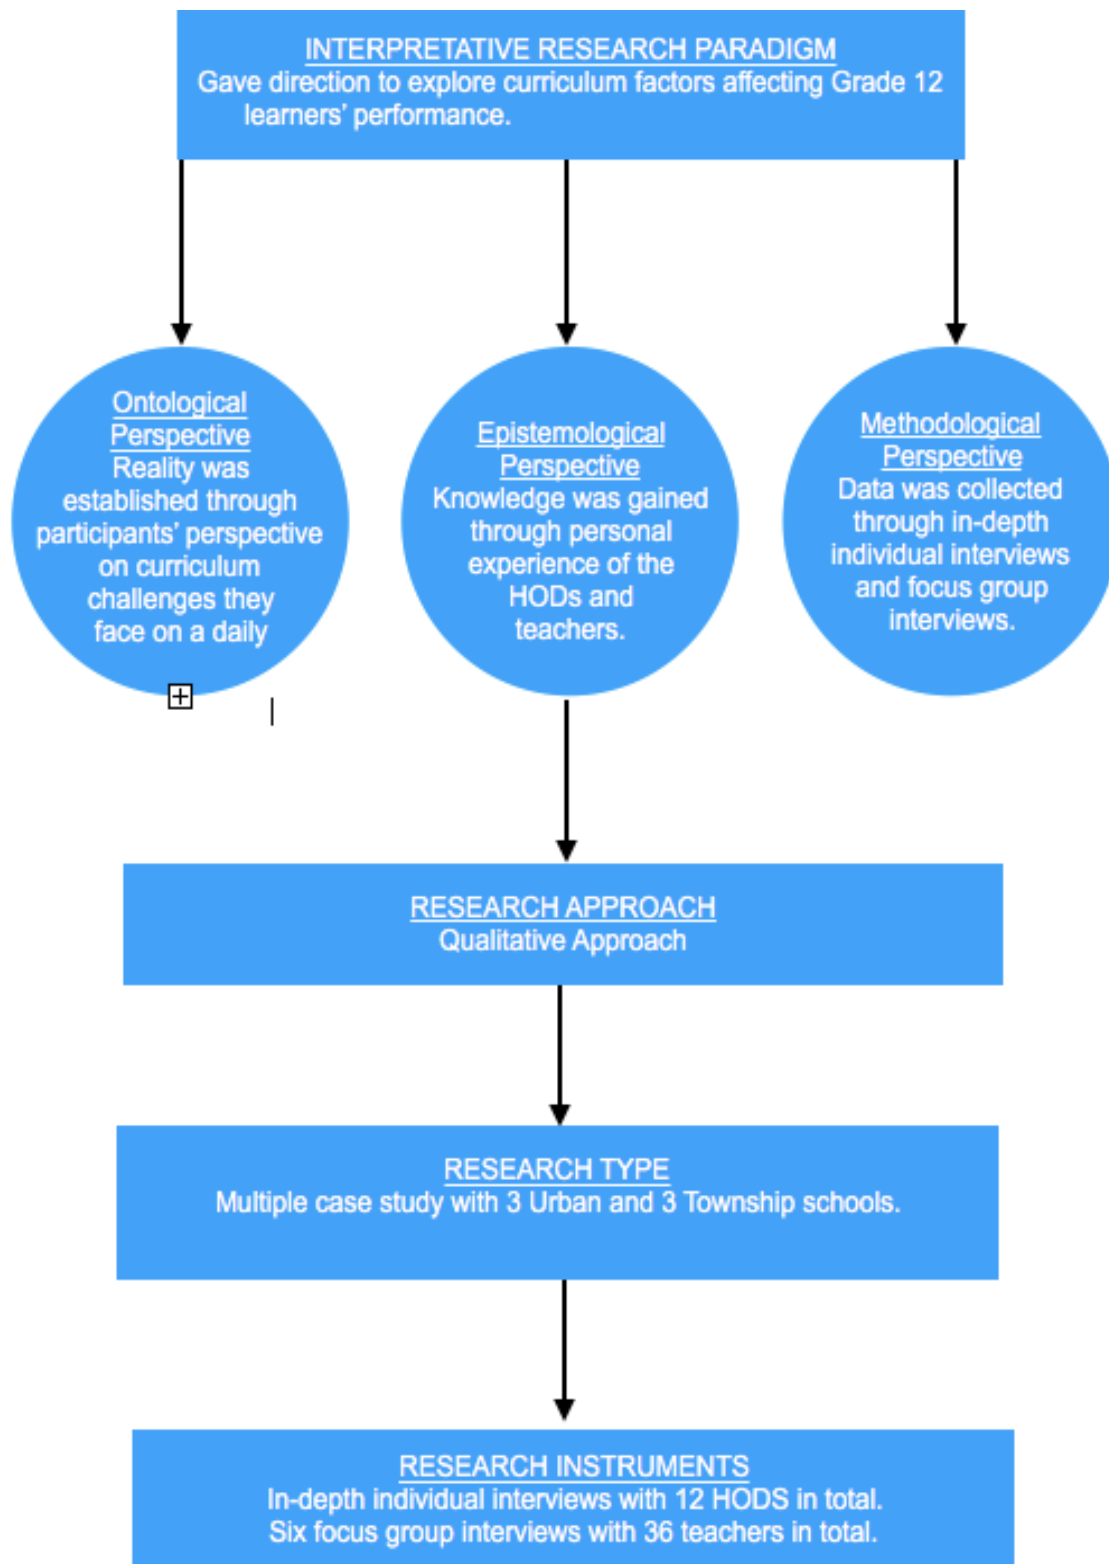 INTERPRETATIVE RESEARCH PARADIGM
Gave direction to explore curriculum factors affecting Grade 12
learners’ performance.
Ontological
Perspective
Reality was
established through
participants’ perspective
on curriculum
challenges they
face on a daily
Epistemological
Perspective
Knowledge was gained
through personal
experience of the
HODs and
teachers.
Methodological
Perspective
Data was collected
through in-depth
individual interviews
and focus group
interviews.
RESEARCH APPROACH
Qualitative Approach
RESEARCH TYPE
Multiple case study with 3 Urban and 3 Township schools.
RESEARCH INSTRUMENTS
In-depth individual interviews with 12 HODS in total.
Six focus group interviews with 36 teachers in total.